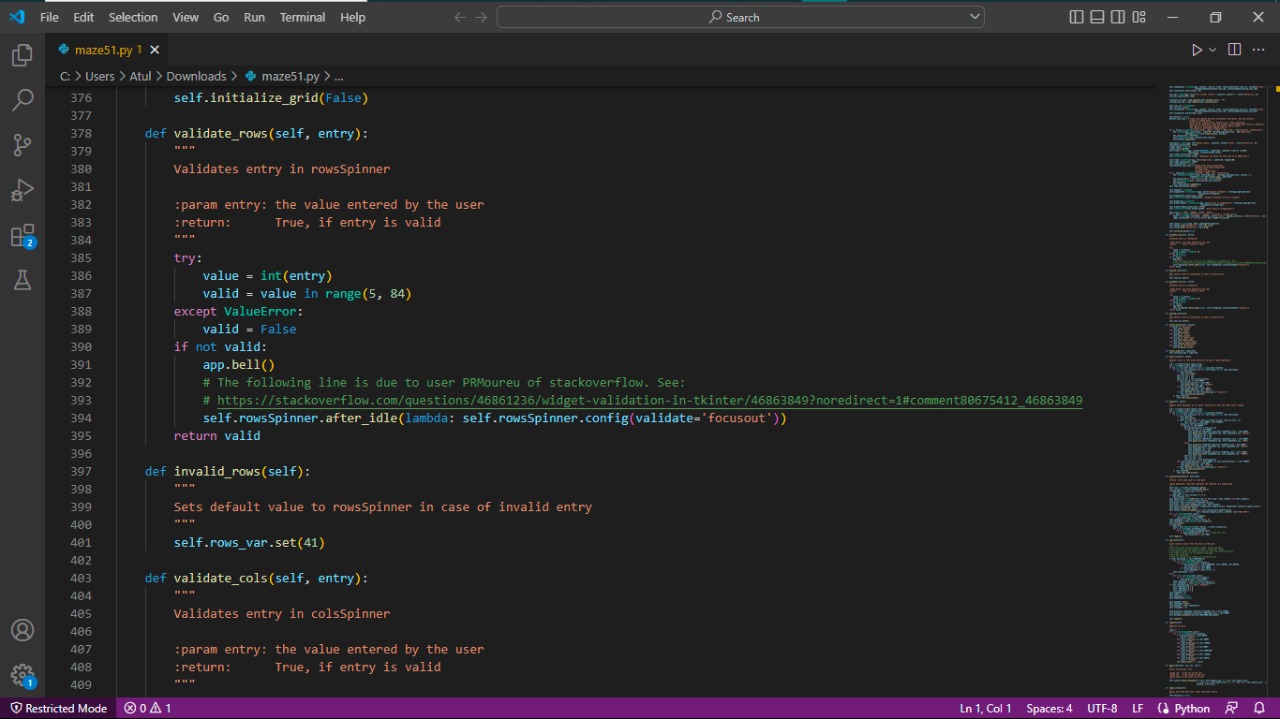 File Edit Selection View Go Run Terminal Help Search
maze51.py 1
C: > Users > Atul > Downloads > maze51.py > ...
376 self.initialize_grid(False)
377
378 def validate_rows(self, entry):
379 """
380 Validates entry in rowsSpinner
381
382 :param entry: the value entered by the user
383 :return: True, if entry is valid
384 """
385 try:
386 value = int(entry)
387 valid = value in range(5, 84)
388 except ValueError:
389 valid = False
390 if not valid:
391 app.bell()
392 # The following line is due to user PRMoureu of stackoverflow. See:
393 # https://stackoverflow.com/questions/46861236/widget-validation-in-tkinter/46863849?noredirect=1#comment80675412_46863849
394 self.rowsSpinner.after_idle(lambda: self.rowsSpinner.config(validate='focusout'))
395 return valid
396
397 def invalid_rows(self):
398 """
399 Sets default value to rowsSpinner in case of invalid entry
400 """
401 self.rows_var.set(41)
402
403 def validate_cols(self, entry):
404 """
405 Validates entry in colsSpinner
406
407 :param entry: the value entered by the user
408 :return: True, if entry is valid
409 """
2
1
Restricted Mode 0 1 Ln 1, Col 1 Spaces: 4 UTF-8 LF Python